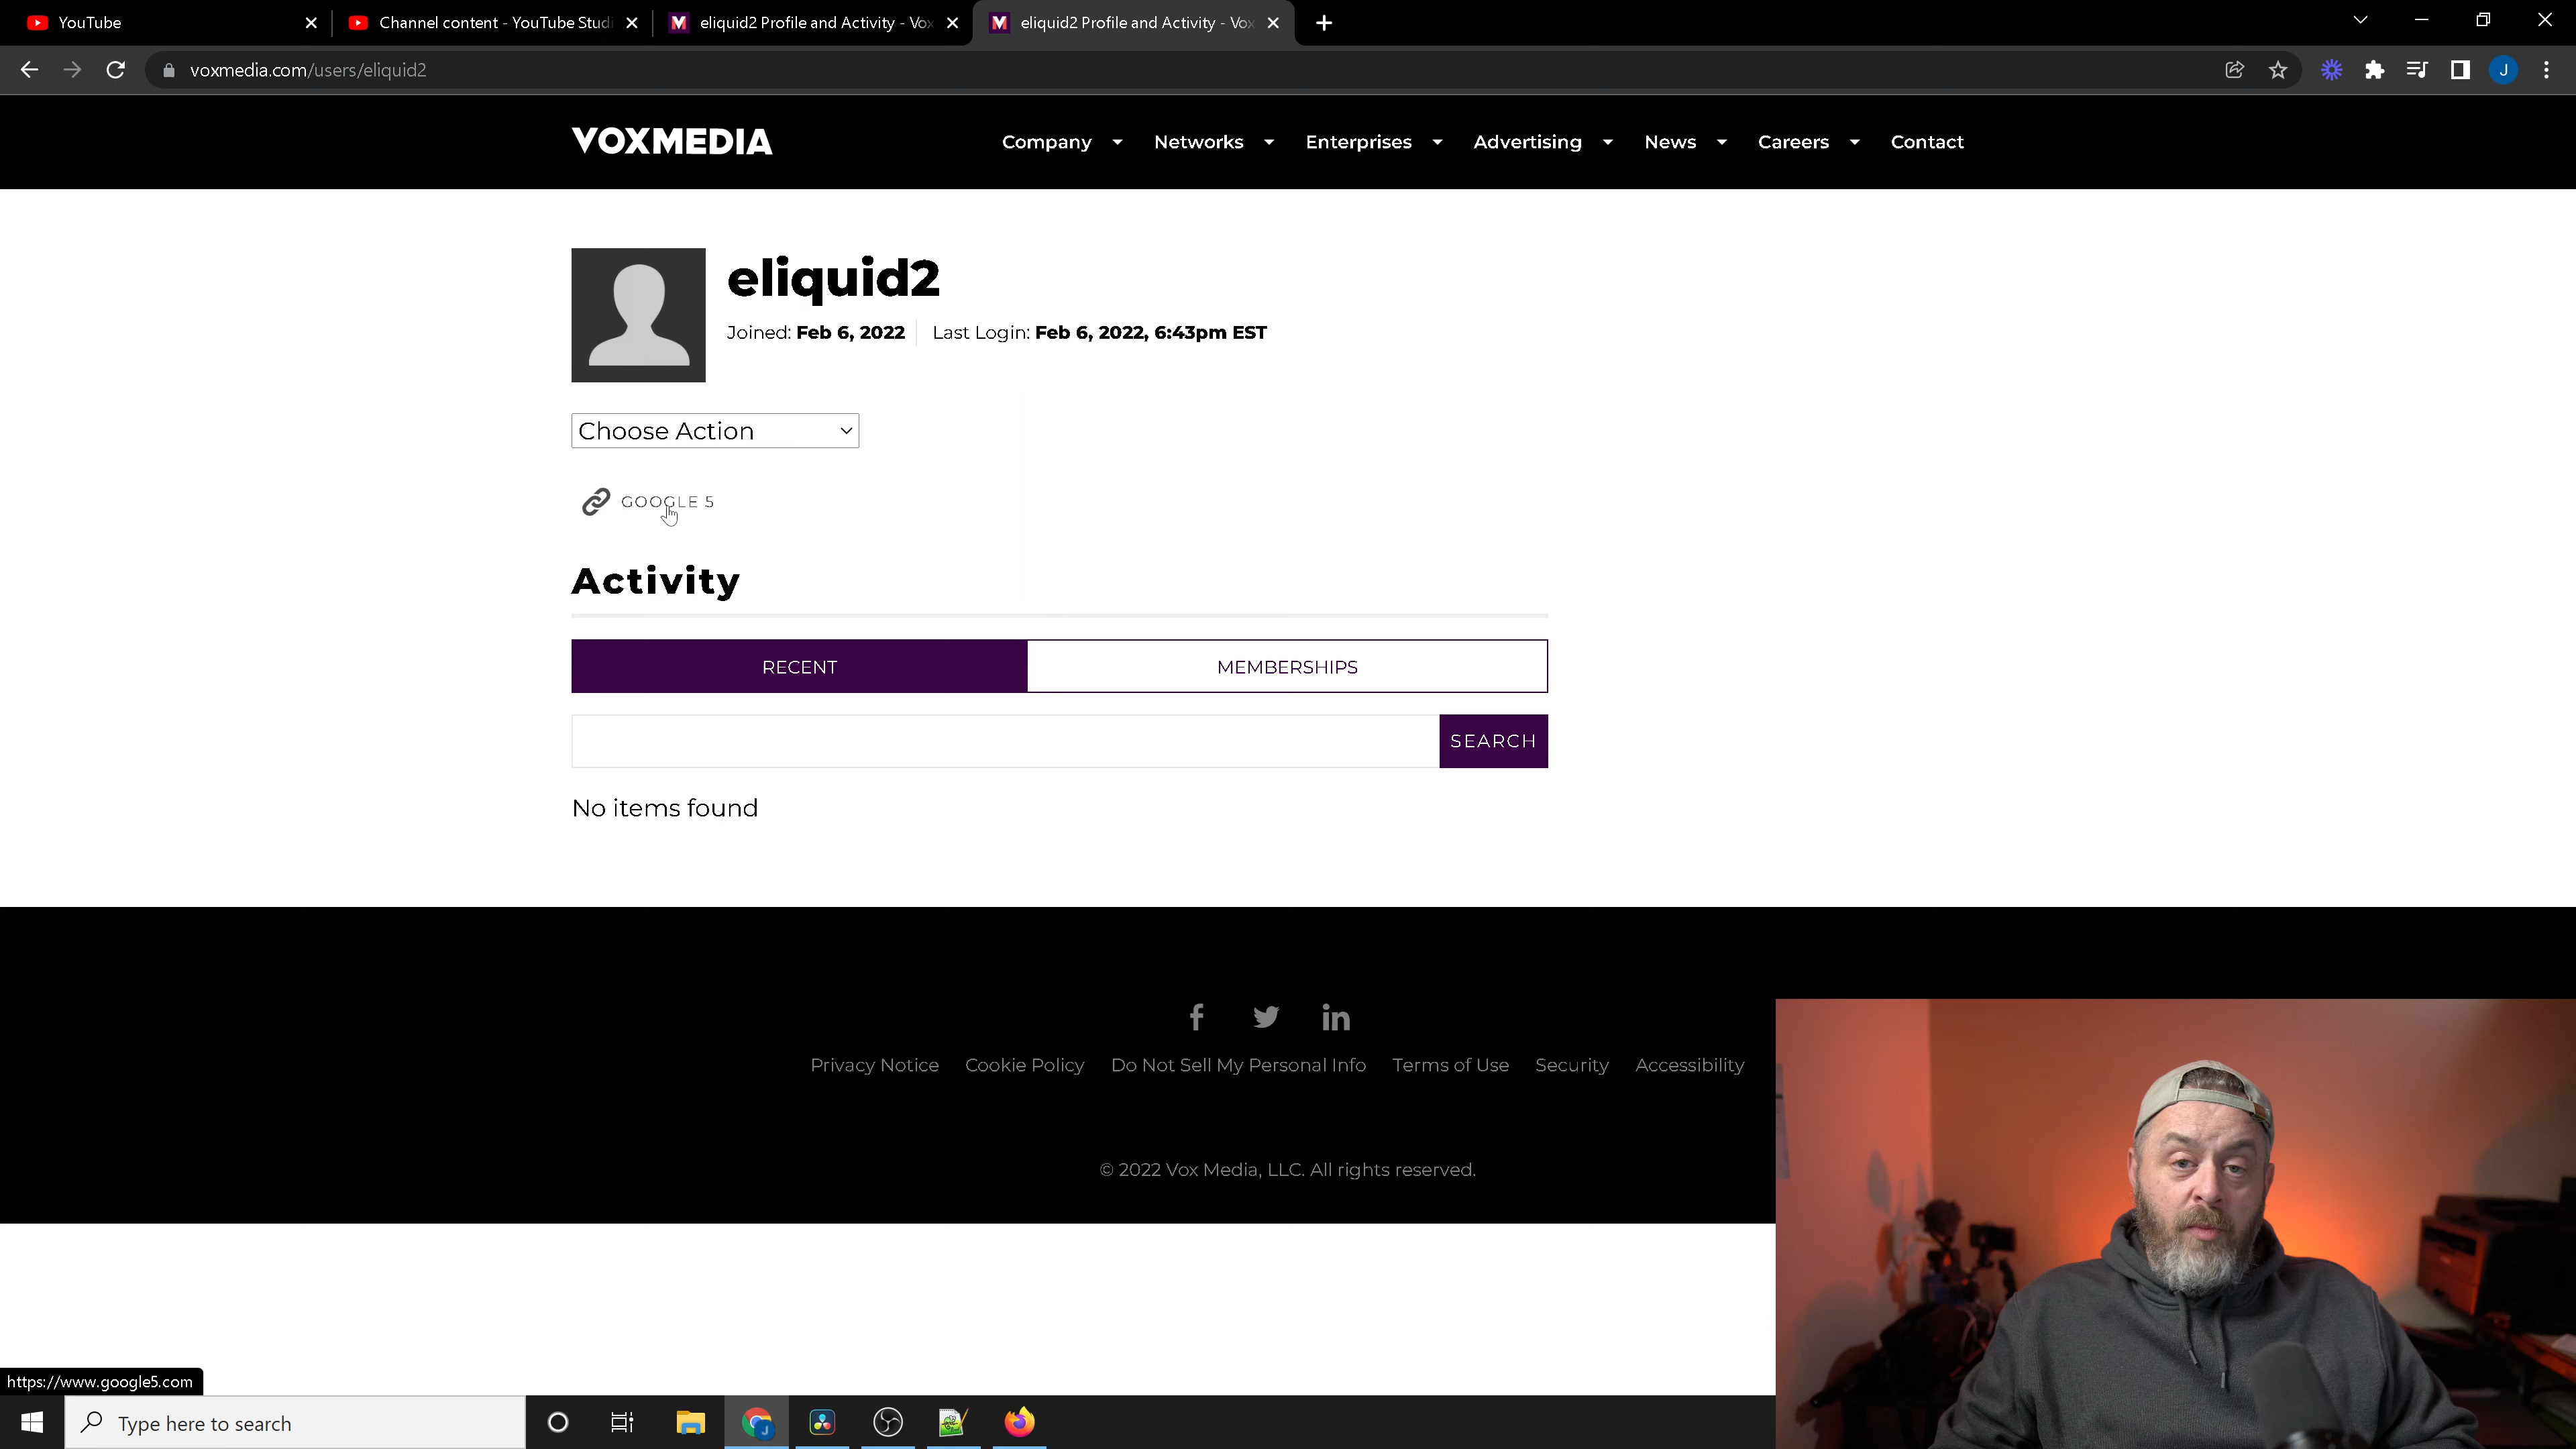 YouTube
Channel content - YouTube Studi
eliquid2 Profile and Activity - Vox
eliquid2 Profile and Activity - Vox
voxmedia.com/users/eliquid2
J
VOXMEDIA
Company
Networks
Enterprises
Advertising
News
Careers
Contact
eliquid2
Joined: Feb 6, 2022
Last Login: Feb 6, 2022, 6:43pm EST
Choose Action
GOOGLE 5
Activity
RECENT
MEMBERSHIPS
SEARCH
No items found
Privacy Notice
Cookie Policy
Do Not Sell My Personal Info
Terms of Use
Security
Accessibility
© 2022 Vox Media, LLC. All rights reserved.
https://www.google5.com
Type here to search